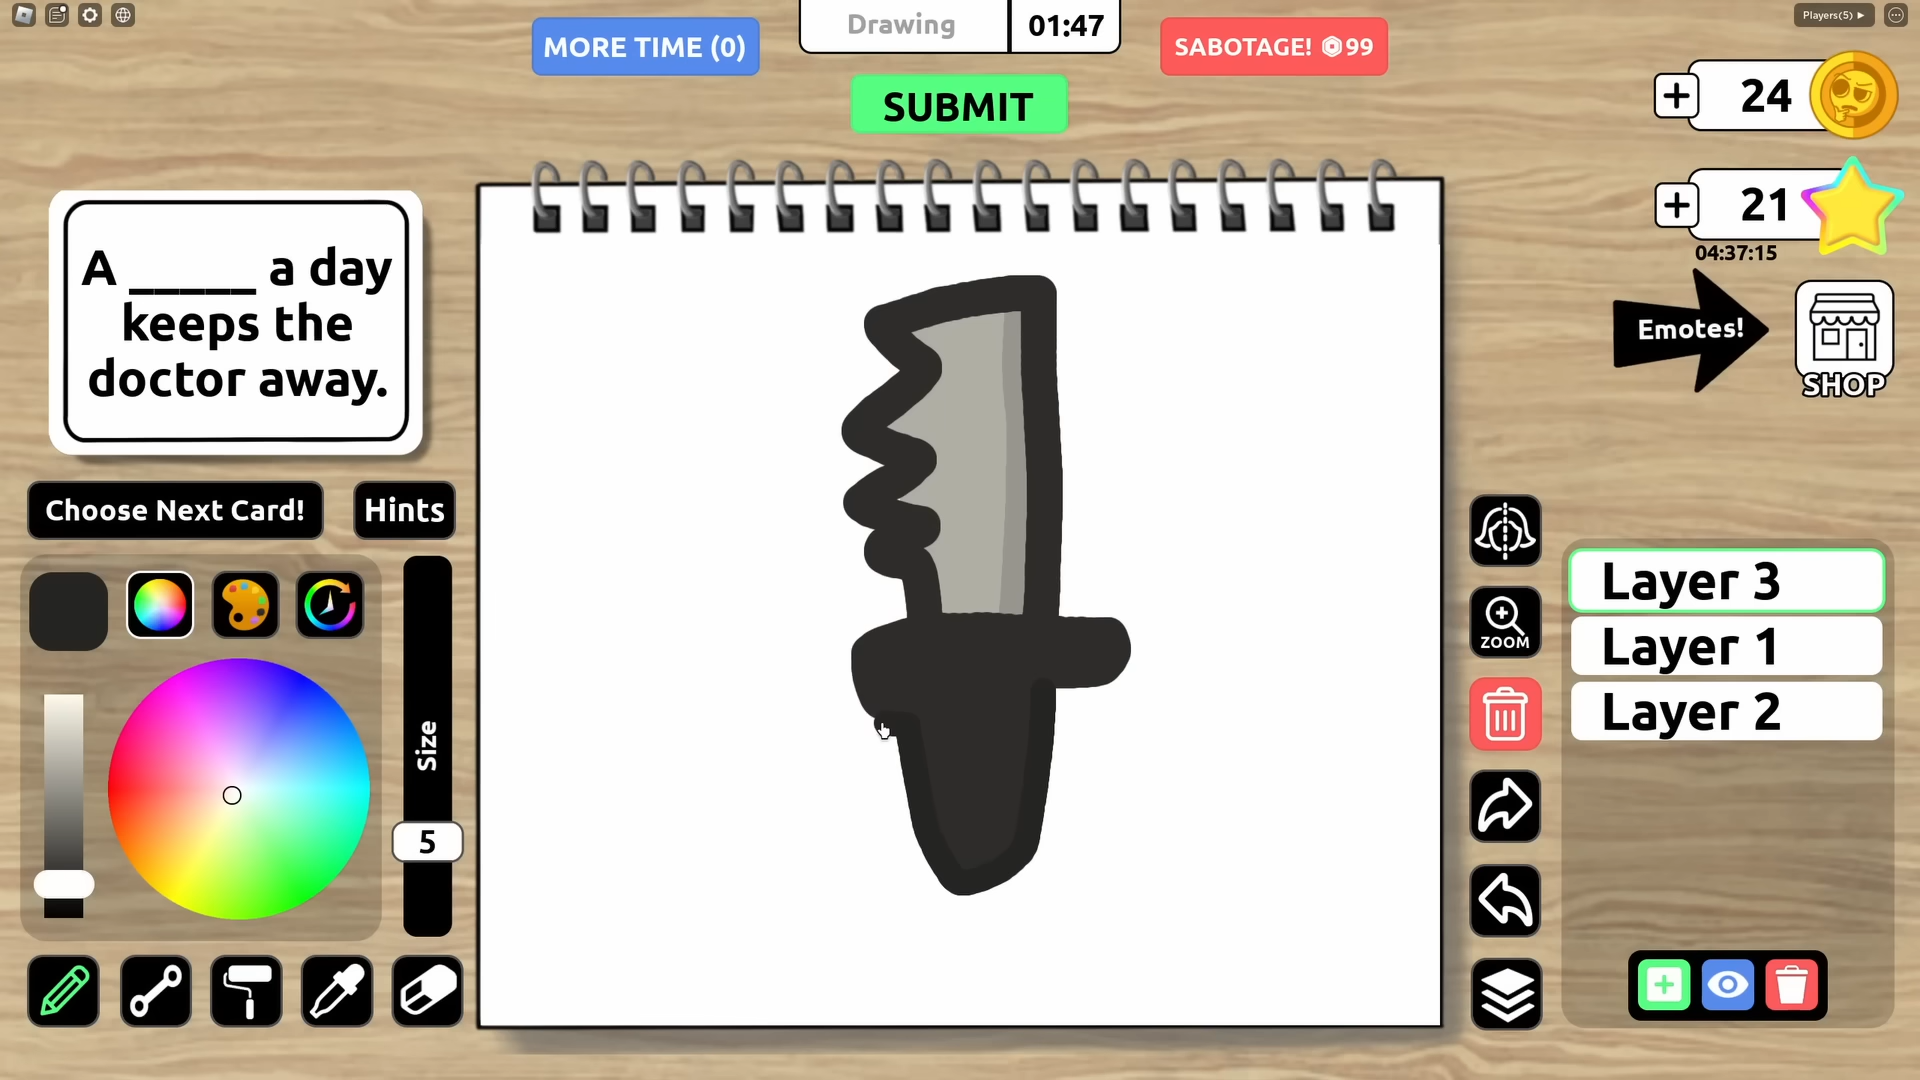 Players(5)
Drawing
01:47
MORE TIME (0)
SABOTAGE! 99
SUBMIT
24
21
04:37:15
Emotes!
SHOP
A _____ a day
keeps the
doctor away.
Choose Next Card!
Hints
Size
5
ZOOM
Layer 3
Layer 1
Layer 2